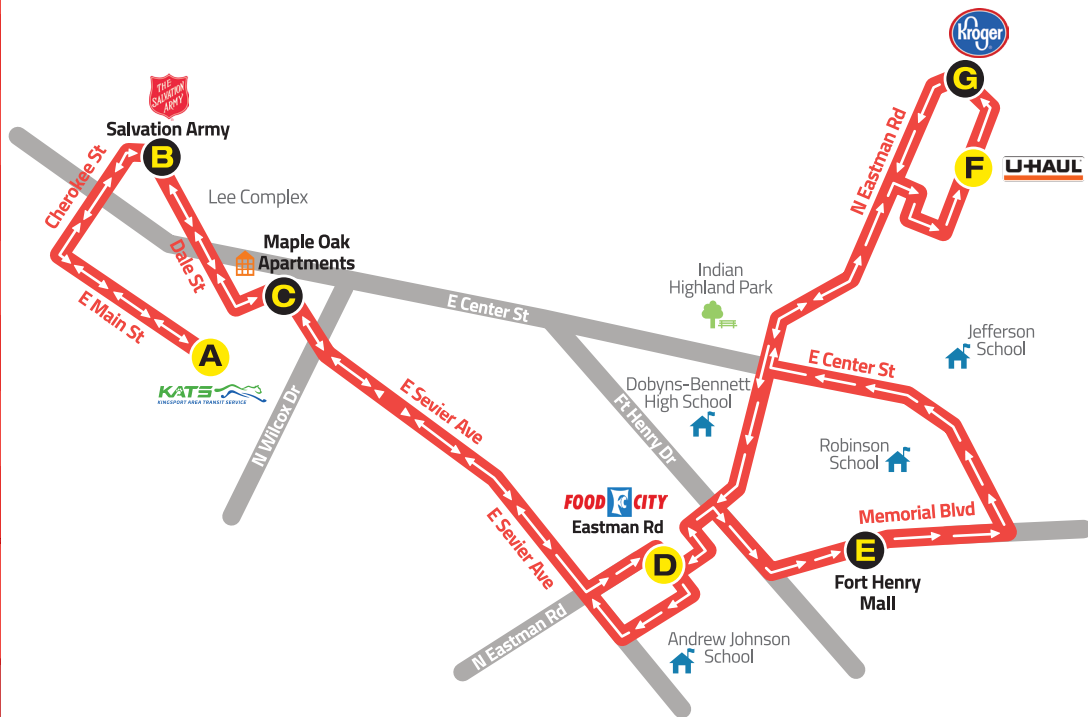 Kroger
G
N Eastman Rd
F
U-HAUL
THE
SALVATION
ARMY
Salvation Army
B
Cherokee St
Lee Complex
Dale St
Maple Oak
Apartments
C
E Main St
A
KATS
KINGSPORT AREA TRANSIT SERVICE
N Wilcox Dr
E Center St
Indian
Highland Park
Jefferson
School
E Center St
Dobyns-Bennett
High School
Ft Henry Dr
E Sevier Ave
Robinson
School
FOOD FC CITY
Eastman Rd
D
E Sevier Ave
Memorial Blvd
E
Fort Henry
Mall
N Eastman Rd
Andrew Johnson
School